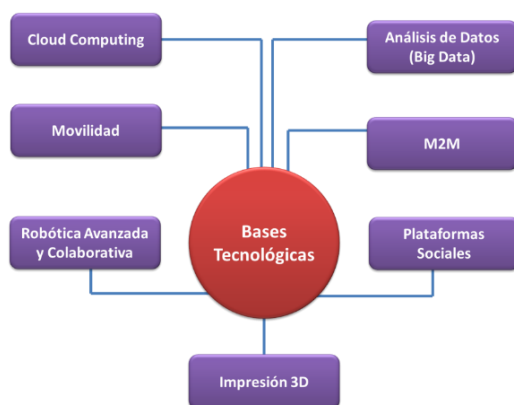 Cloud Computing
Análisis de Datos
(Big Data)
Movilidad
M2M
Bases
Tecnológicas
Robótica Avanzada
y Colaborativa
Plataformas
Sociales
Impresión 3D